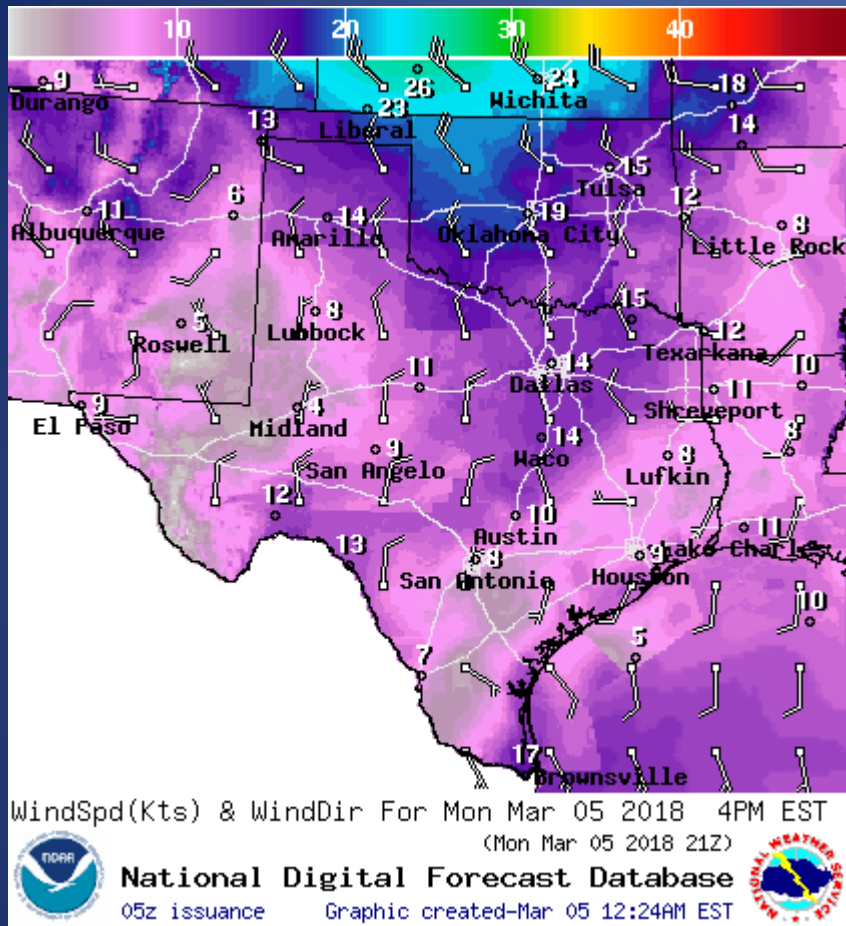 10 20 30 40
9 26 24 18
Durango 23 Wichita
Liberal
13 14
15
Tulsa
11 6 14 19 12 8
Albuquerque Amarillo Oklahoma City Little Rock
5 8 15 12
Roswell Lubbock Texarkana
11 14 10
Dallas
9 4 11
El Paso Midland Shreveport
9 14 8 8
San Angelo Waco Lufkin
12 10 11
Austin Lake Charles
13 8 9
San Antonio Houston
10
5
7
17
Brownsville
WindSpd(Kts) & WindDir For Mon Mar 05 2018 4PM EST
(Mon Mar 05 2018 21Z)
noaa
National Digital Forecast Database
05z issuance Graphic created-Mar 05 12:24AM EST
NATIONAL WEATHER SERVICE